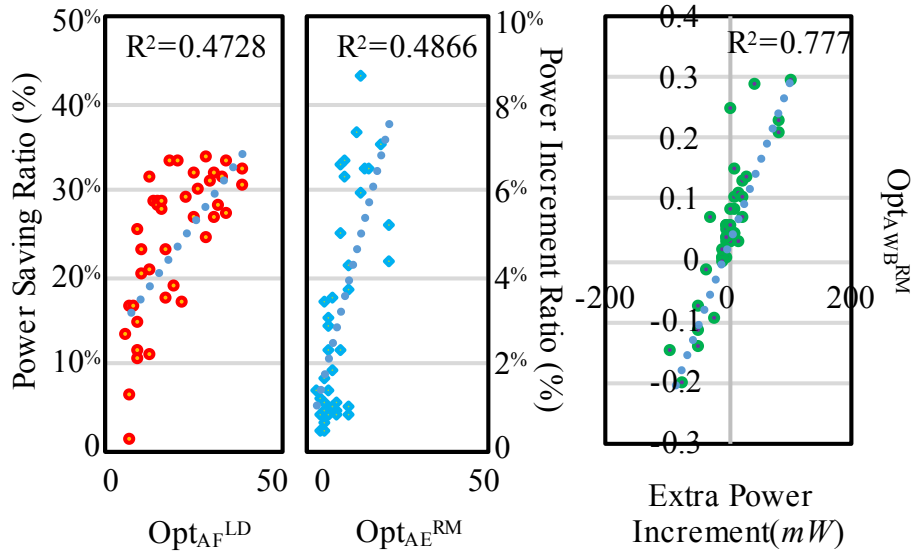 Power Saving Ratio (%)
50%
40%
30%
20%
10%
0
R²=0.4728
0
50
Opt_AF^LD
R²=0.4866
10%
8%
6%
4%
2%
0
Power Increment Ratio (%)
0
50
Opt_AE^RM
0.4
0.3
0.2
0.1
0
-0.1
-0.2
-0.3
R²=0.777
-200
0
200
Opt_AWB^RM
Extra Power
Increment(mW)